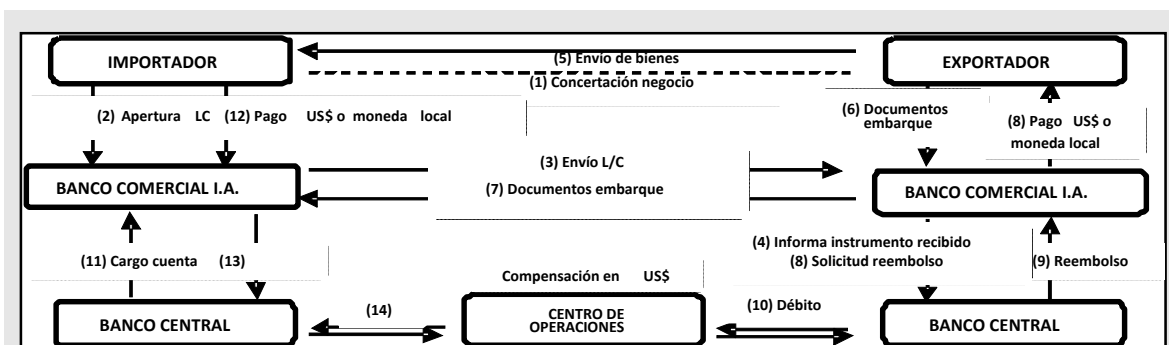 IMPORTADOR
(5) Envío de bienes
EXPORTADOR
(1) Concertación negocio
(2) Apertura LC (12) Pago US$ o moneda local
(6) Documentos
embarque
(8) Pago US$ o
moneda local
(3) Envío L/C
BANCO COMERCIAL I.A.
(7) Documentos embarque
BANCO COMERCIAL I.A.
(11) Cargo cuenta (13)
(4) Informa instrumento recibido
(8) Solicitud reembolso
(9) Reembolso
Compensación en US$
BANCO CENTRAL
(14)
CENTRO DE
OPERACIONES
(10) Débito
BANCO CENTRAL